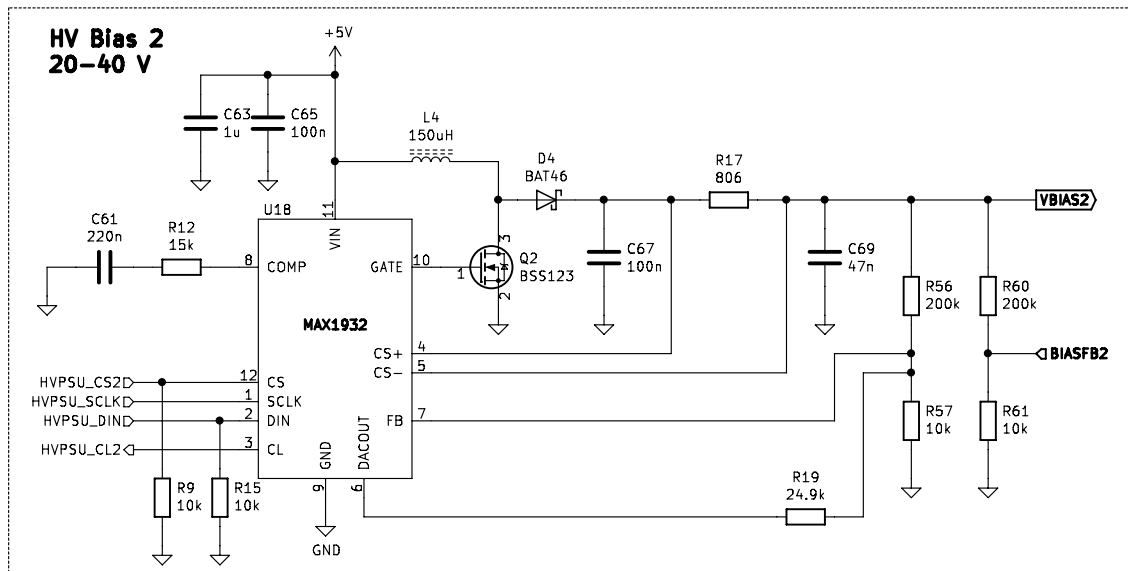 HV Bias 2
20-40 V
+5V
C63
1u
C65
100n
L4
150uH
D4
BAT46
R17
806
VBIAS2
C61
220n
R12
15k
U18
11
VIN
8
COMP
GATE
10
1
3
2
Q2
BSS123
C67
100n
C69
47n
R56
200k
R60
200k
MAX1932
CS+
4
CS-
5
BIASFB2
HVPSU_CS2
12
CS
HVPSU_SCLK
1
SCLK
HVPSU_DIN
2
DIN
FB
7
HVPSU_CL2
3
CL
GND
DACOUT
9
6
R57
10k
R61
10k
R9
10k
R15
10k
R19
24.9k
GND